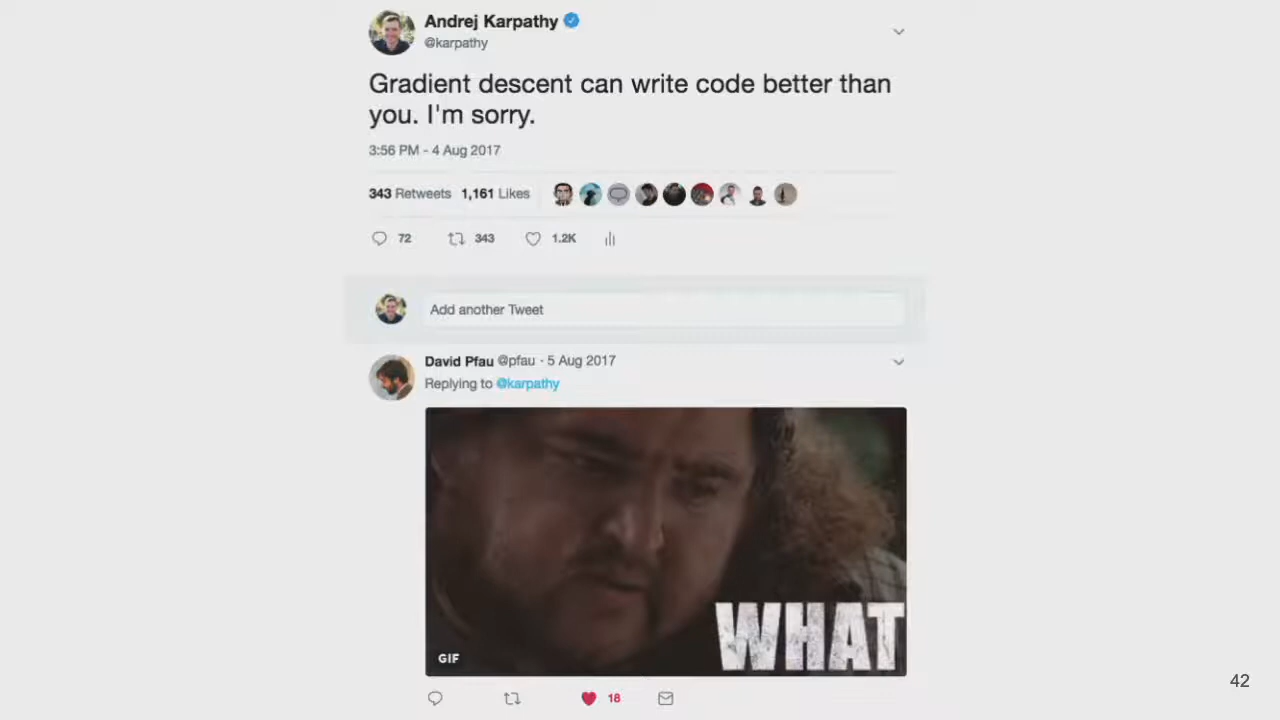 Andrej Karpathy
@karpathy
Gradient descent can write code better than
you. I'm sorry.
3:56 PM - 4 Aug 2017
343 Retweets 1,161 Likes
72 343 1.2K
Add another Tweet
David Pfau @pfau · 5 Aug 2017
Replying to @karpathy
WHAT
GIF
18
42